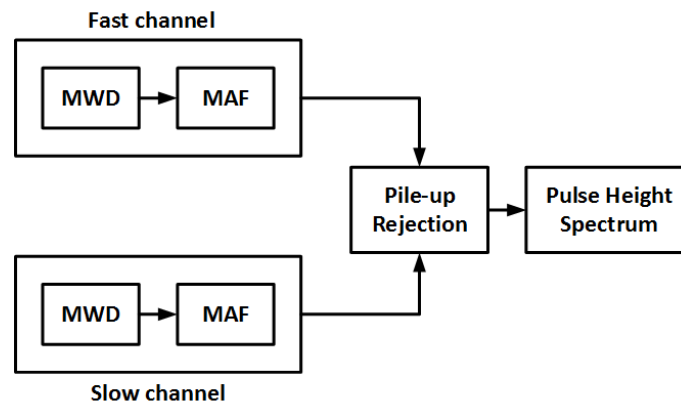 Fast channel
MWD
MAF
Pile-up
Rejection
Pulse Height
Spectrum
MWD
MAF
Slow channel